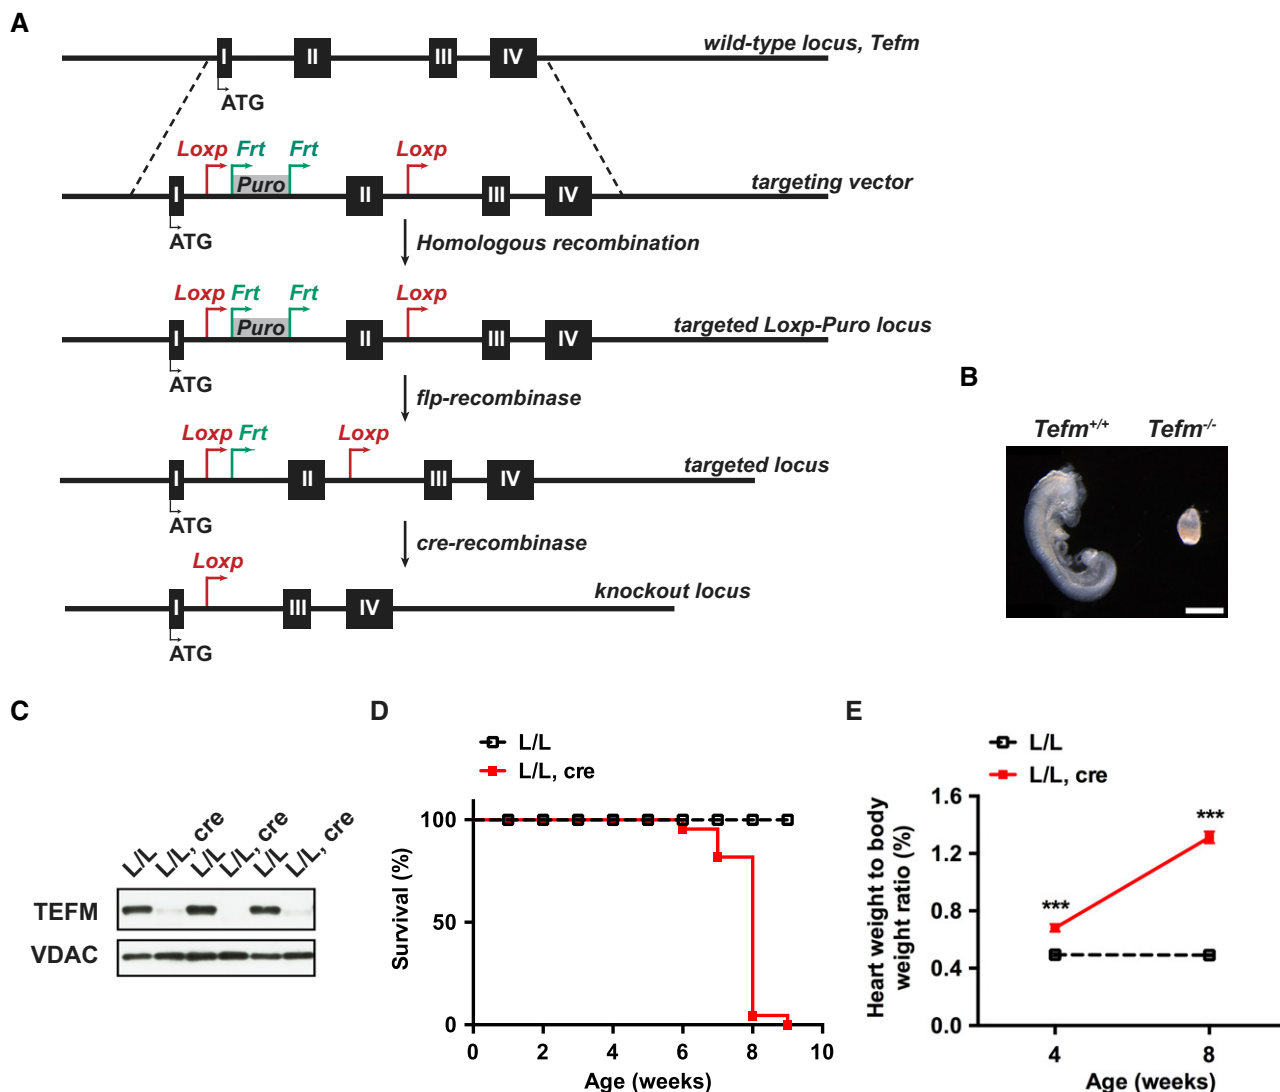 A
I II III IV wild-type locus, Tefm
ATG
Loxp Frt Frt Loxp
I Puro II III IV targeting vector
ATG
Homologous recombination
Loxp Frt Frt Loxp
I Puro II III IV targeted Loxp-Puro locus
ATG
flp-recombinase
Loxp Frt Loxp
I II III IV targeted locus
ATG
cre-recombinase
Loxp
I III IV knockout locus
ATG
B
Tefm+/+ Tefm-/-
C
L/L L/L, cre L/L L/L, cre L/L L/L, cre
TEFM
VDAC
D
L/L
L/L, cre
Survival (%)
100
50
0
0 2 4 6 8 10
Age (weeks)
E
L/L
L/L, cre
Heart weight to body
weight ratio (%)
1.6
1.2
0.8
0.4
0.0
***
***
4 8
Age (weeks)